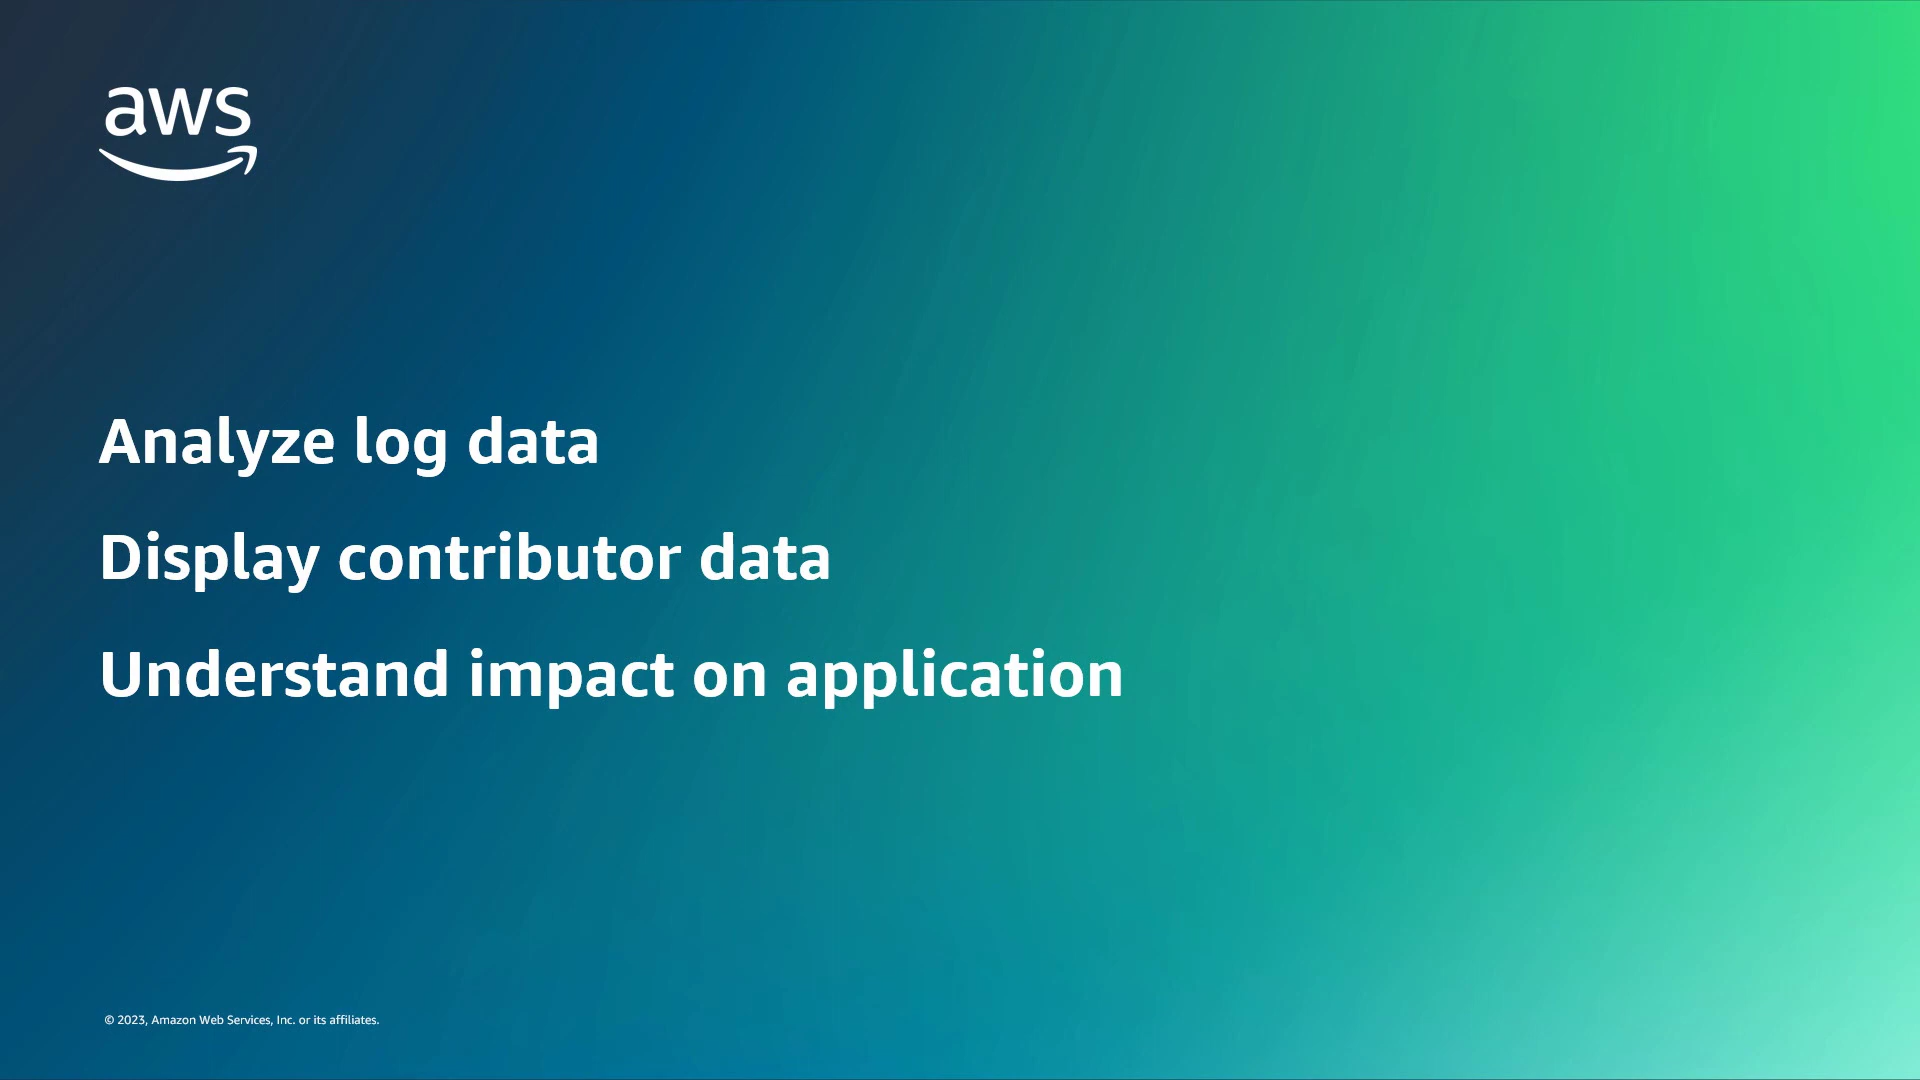 aws
Analyze log data
Display contributor data
Understand impact on application
© 2023, Amazon Web Services, Inc. or its affiliates.